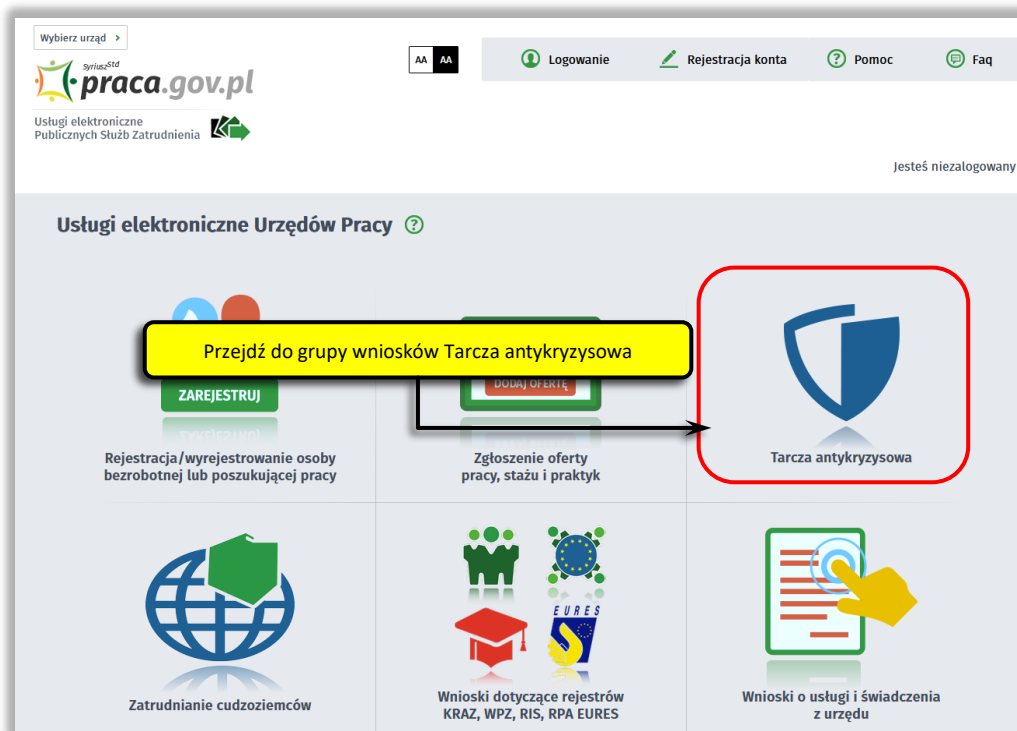 Wybierz urząd >
AA AA
Logowanie
Rejestracja konta
Pomoc
Faq
SyriuszStd
praca.gov.pl
Usługi elektroniczne
Publicznych Służb Zatrudnienia
Jesteś niezalogowany
Usługi elektroniczne Urzędów Pracy ?
Przejdź do grupy wniosków Tarcza antykryzysowa
ZAREJESTRUJ
DODAJ OFERTĘ
Rejestracja/wyrejestrowanie osoby
bezrobotnej lub poszukującej pracy
Zgłoszenie oferty
pracy, stażu i praktyk
Tarcza antykryzysowa
EURES
Zatrudnianie cudzoziemców
Wnioski dotyczące rejestrów
KRAZ, WPZ, RIS, RPA EURES
Wnioski o usługi i świadczenia
z urzędu